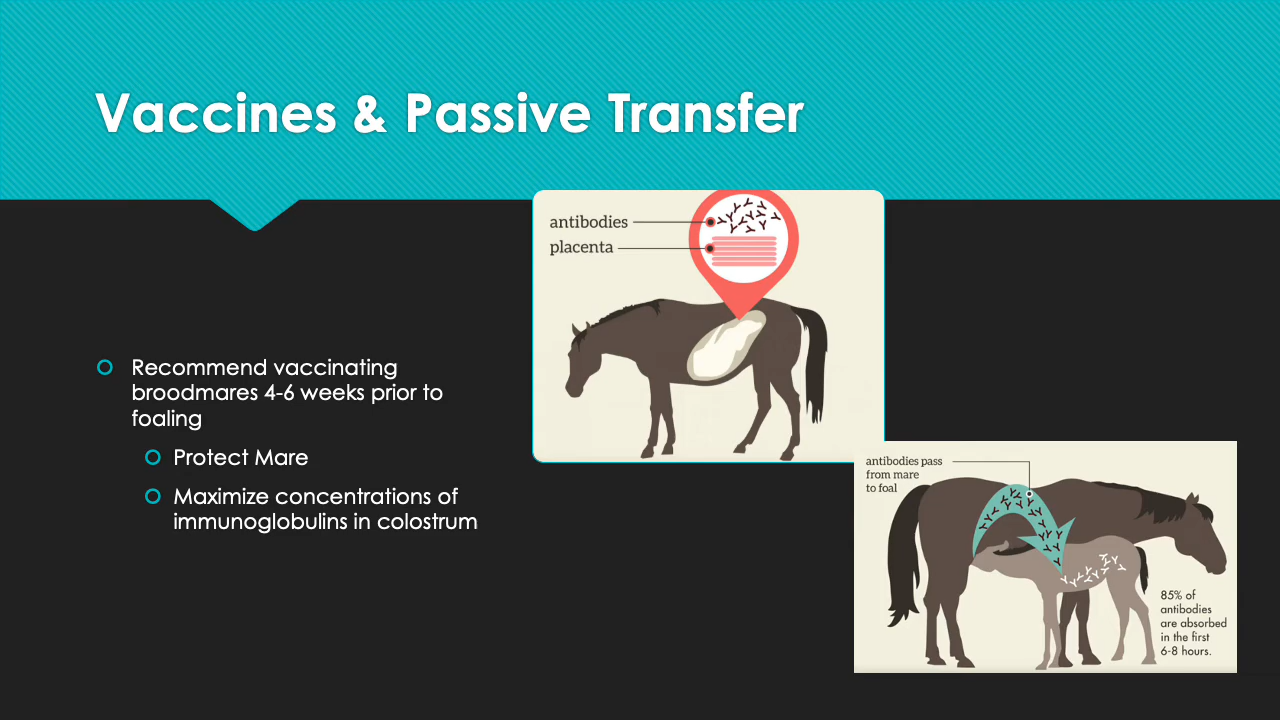 Vaccines & Passive Transfer
antibodies
placenta
Recommend vaccinating
broodmares 4-6 weeks prior to
foaling
Protect Mare
Maximize concentrations of
immunoglobulins in colostrum
antibodies pass
from mare
to foal
85% of
antibodies
are absorbed
in the first
6-8 hours.